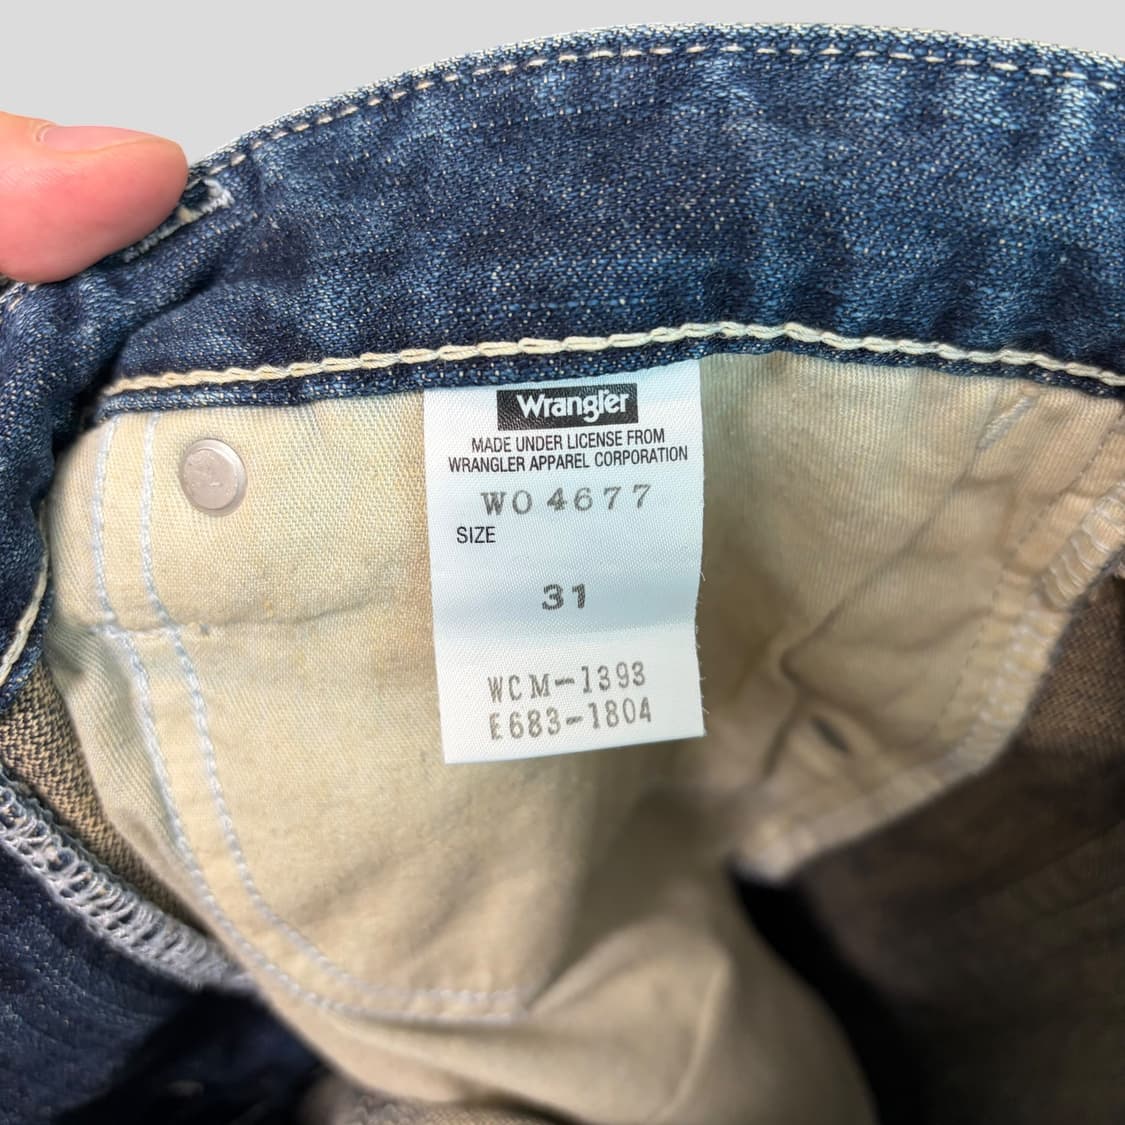 Wrangler
MADE UNDER LICENSE FROM
WRANGLER APPAREL CORPORATION
WO4677
SIZE
31
WCM-1393
E683-1804